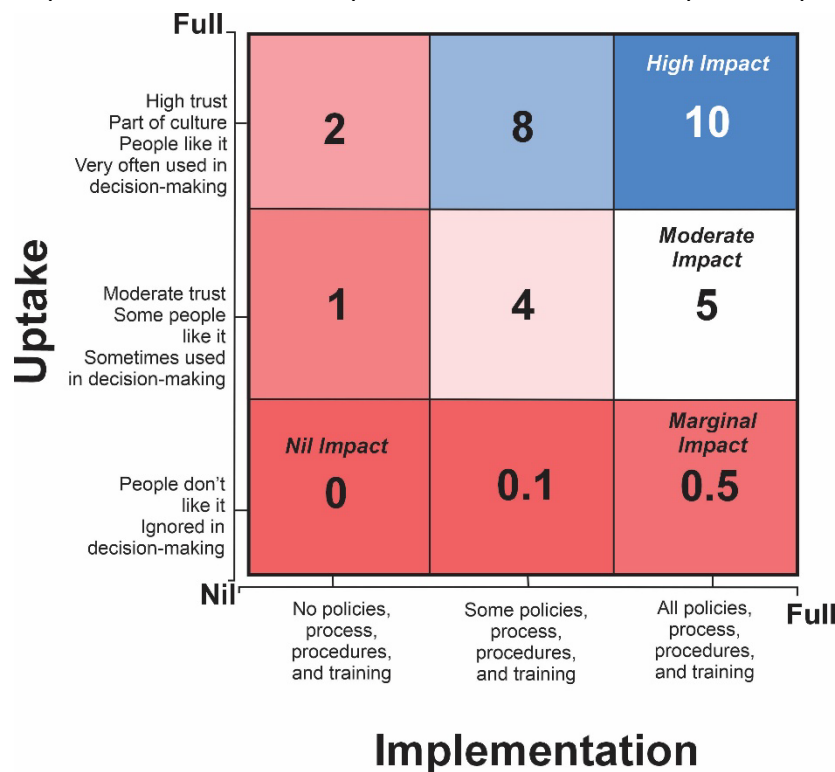 Full
High trust
Part of culture
People like it
Very often used in
decision-making
2
8
High Impact
10
Uptake
Moderate trust
Some people
like it
Sometimes used
in decision-making
1
4
Moderate
Impact
5
People don't
like it
Ignored in
decision-making
Nil Impact
0
0.1
Marginal
Impact
0.5
Nil
No policies,
process,
procedures,
and training
Some policies,
process,
procedures,
and training
All policies,
process,
procedures,
and training
Full
Implementation